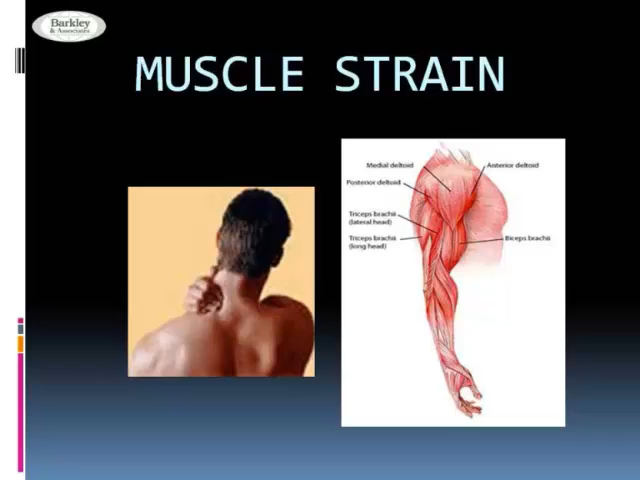 Barkley
& Associates
MUSCLE STRAIN
Medial deltoid
Anterior deltoid
Posterior deltoid
Triceps brachii
(lateral head)
Triceps brachii
(long head)
Biceps brachii